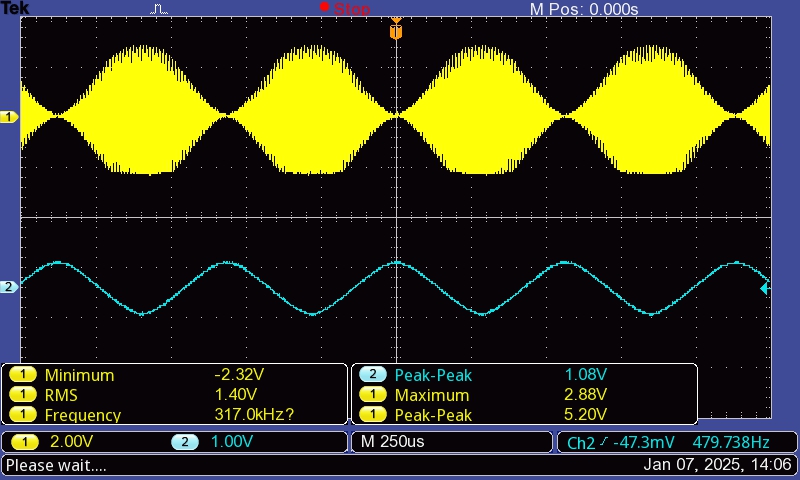 Tek Stop M Pos: 0.000s
T
1
2
1 Minimum -2.32V 2 Peak-Peak 1.08V
1 RMS 1.40V 1 Maximum 2.88V
1 Frequency 317.0kHz? 1 Peak-Peak 5.20V
1 2.00V 2 1.00V M 250us Ch2 -47.3mV 479.738Hz
Please wait.... Jan 07, 2025, 14:06